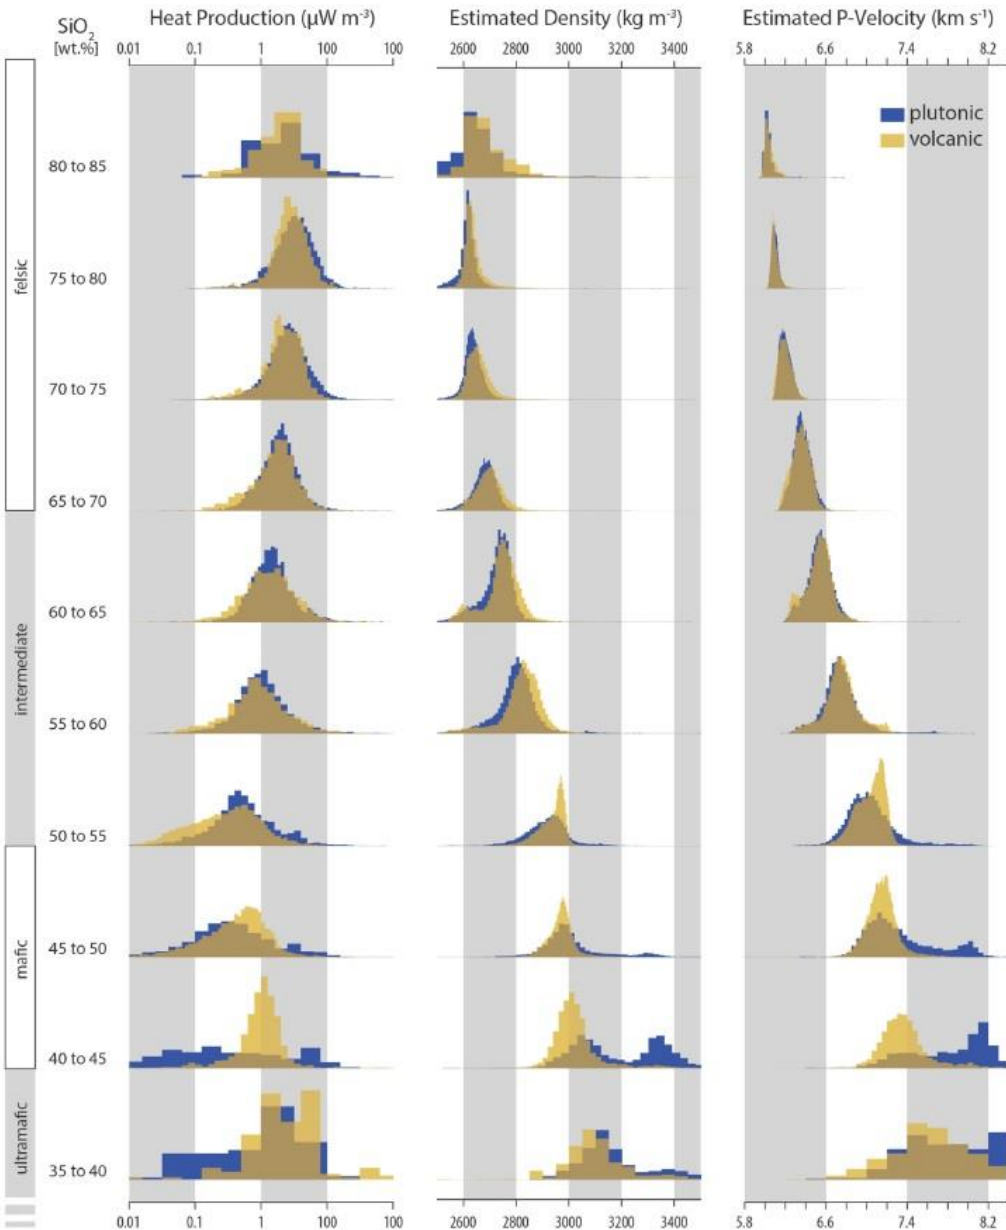 SiO2
[wt.%]
Heat Production (µW m-3)
Estimated Density (kg m-3)
Estimated P-Velocity (km s-1)
0.01 0.1 1 100 100
2600 2800 3000 3200 3400
5.8 6.6 7.4 8.2
plutonic
volcanic
felsic
80 to 85
75 to 80
70 to 75
65 to 70
intermediate
60 to 65
55 to 60
50 to 55
mafic
45 to 50
40 to 45
ultramafic
35 to 40
0.01 0.1 1 100 100
2600 2800 3000 3200 3400
5.8 6.6 7.4 8.2